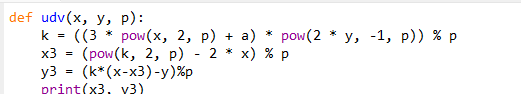 def udv(x, y, p):
    k = ((3 * pow(x, 2, p) + a) * pow(2 * y, -1, p)) % p
    x3 = (pow(k, 2, p) - 2 * x) % p
    y3 = (k*(x-x3)-y)%p
    print(x3, y3)